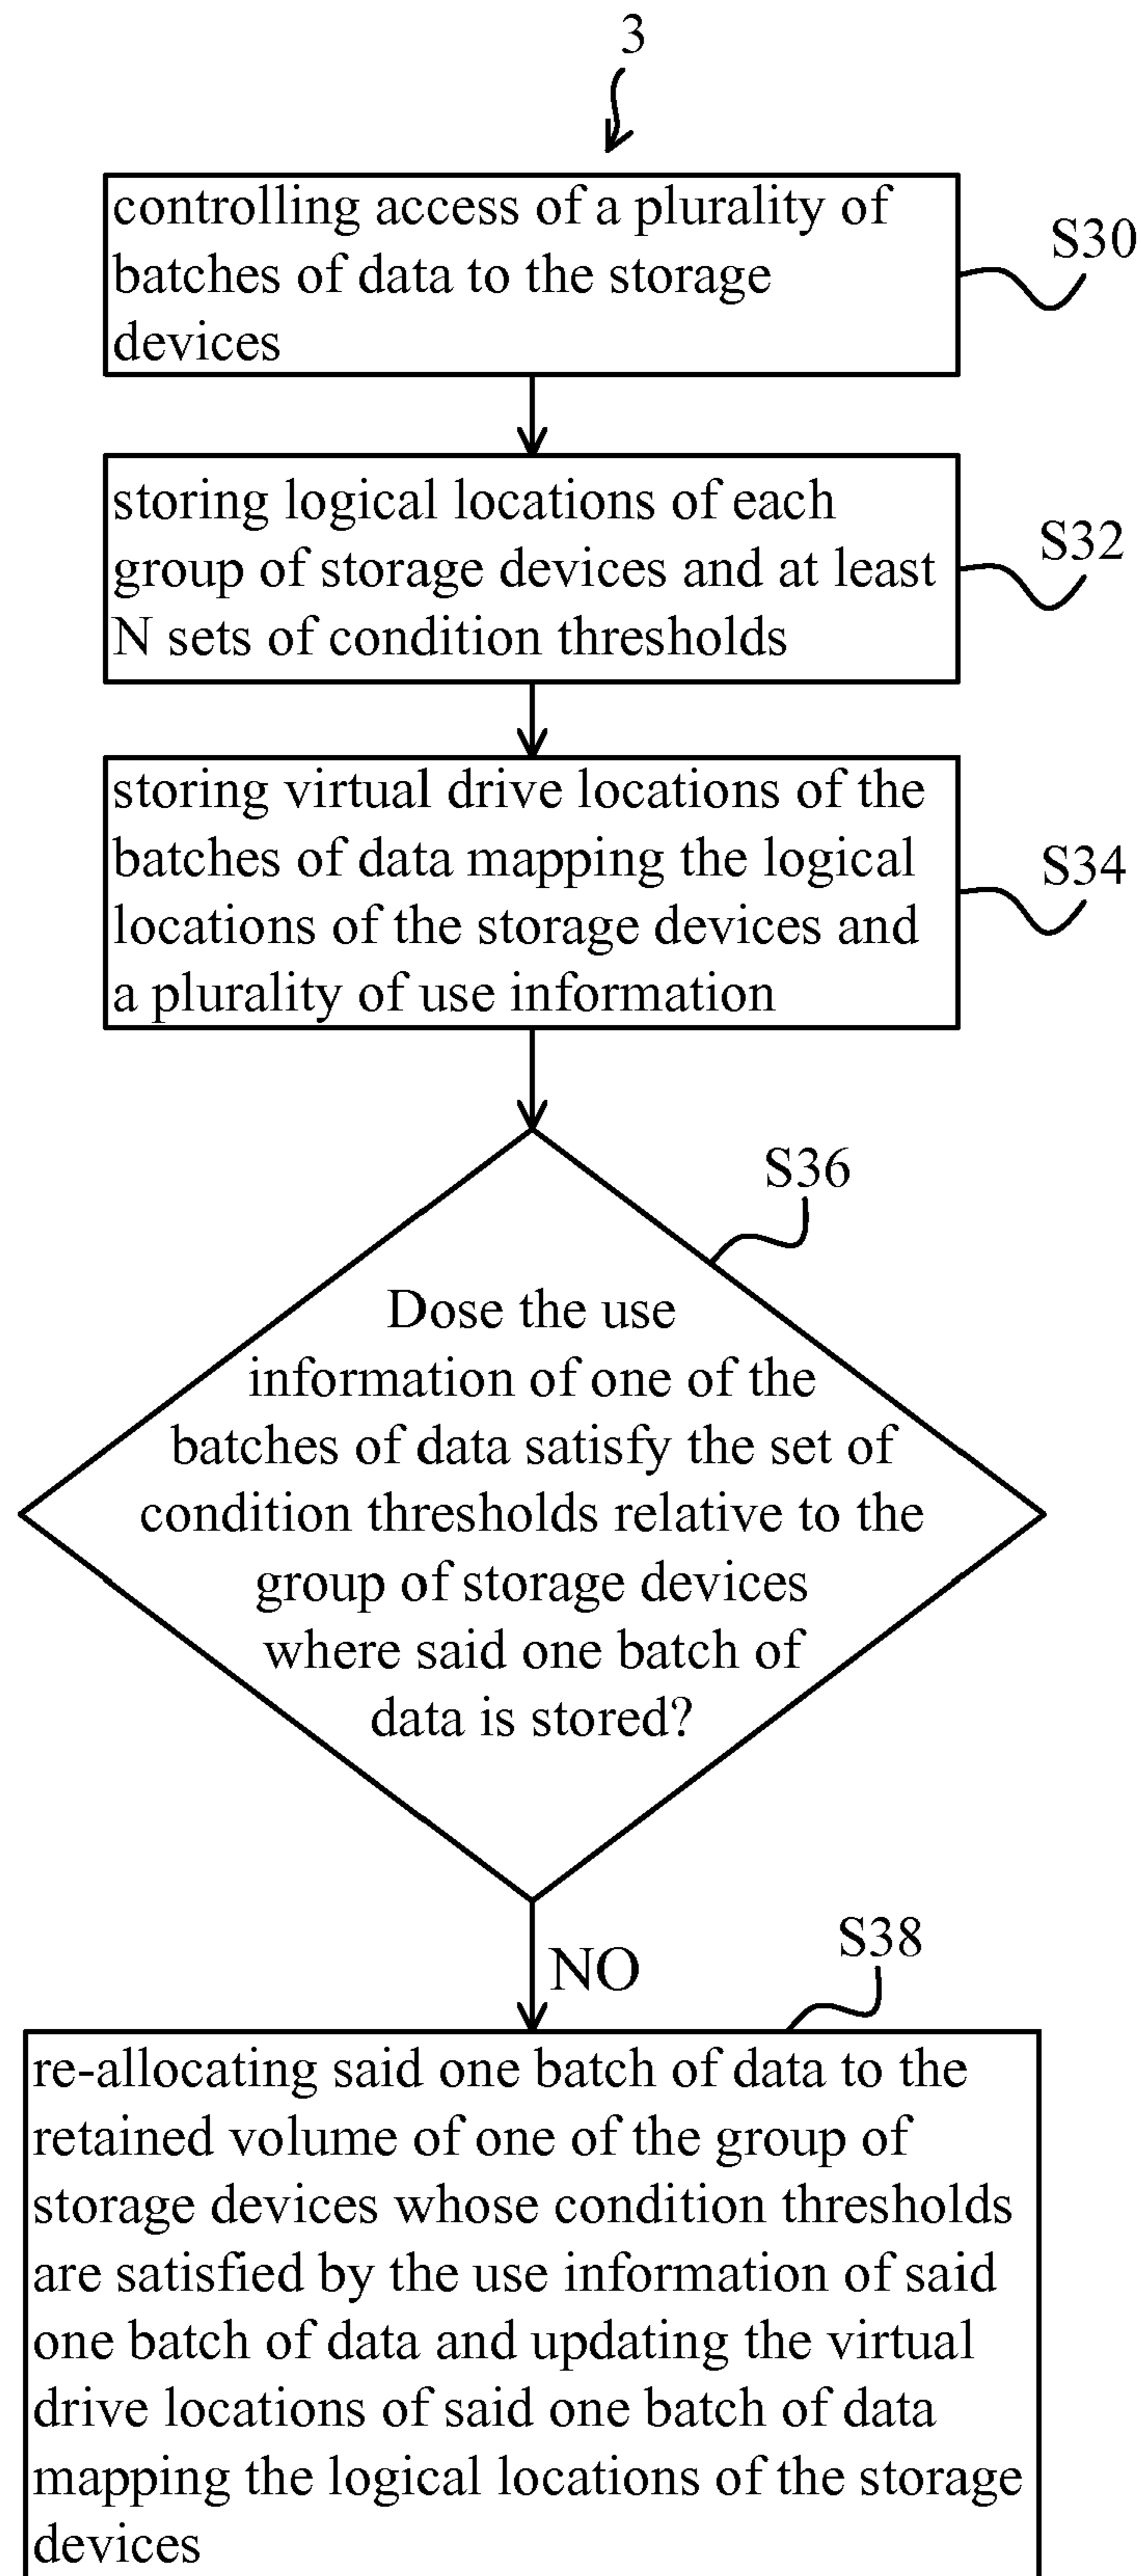 3
controlling access of a plurality of
batches of data to the storage
devices
S30
storing logical locations of each
group of storage devices and at least
N sets of condition thresholds
S32
storing virtual drive locations of the
batches of data mapping the logical
locations of the storage devices and
a plurality of use information
S34
S36
Dose the use
information of one of the
batches of data satisfy the set of
condition thresholds relative to the
group of storage devices
where said one batch of
data is stored?
NO
S38
re-allocating said one batch of data to the
retained volume of one of the group of
storage devices whose condition thresholds
are satisfied by the use information of said
one batch of data and updating the virtual
drive locations of said one batch of data
mapping the logical locations of the storage
devices